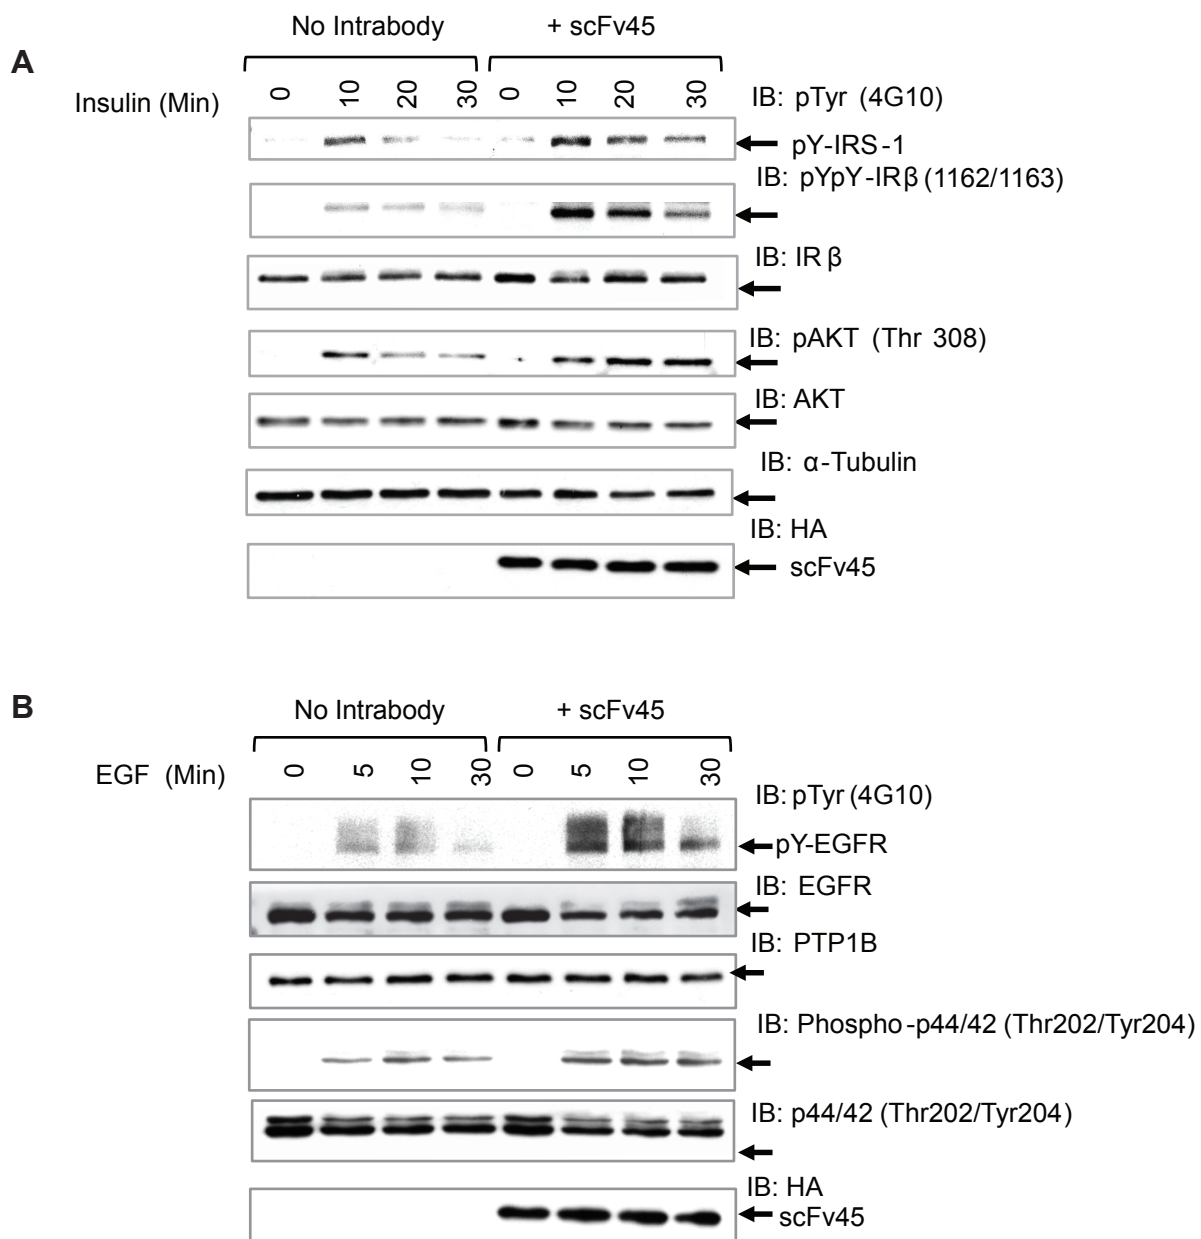 A
No Intrabody + scFv45
Insulin (Min) 0 10 20 30 0 10 20 30
IB: pTyr (4G10)
pY-IRS-1
IB: pYpY-IRβ (1162/1163)
IB: IR β
IB: pAKT (Thr 308)
IB: AKT
IB: α-Tubulin
IB: HA
scFv45
B
No Intrabody + scFv45
EGF (Min) 0 5 10 30 0 5 10 30
IB: pTyr (4G10)
pY-EGFR
IB: EGFR
IB: PTP1B
IB: Phospho-p44/42 (Thr202/Tyr204)
IB: p44/42 (Thr202/Tyr204)
IB: HA
scFv45